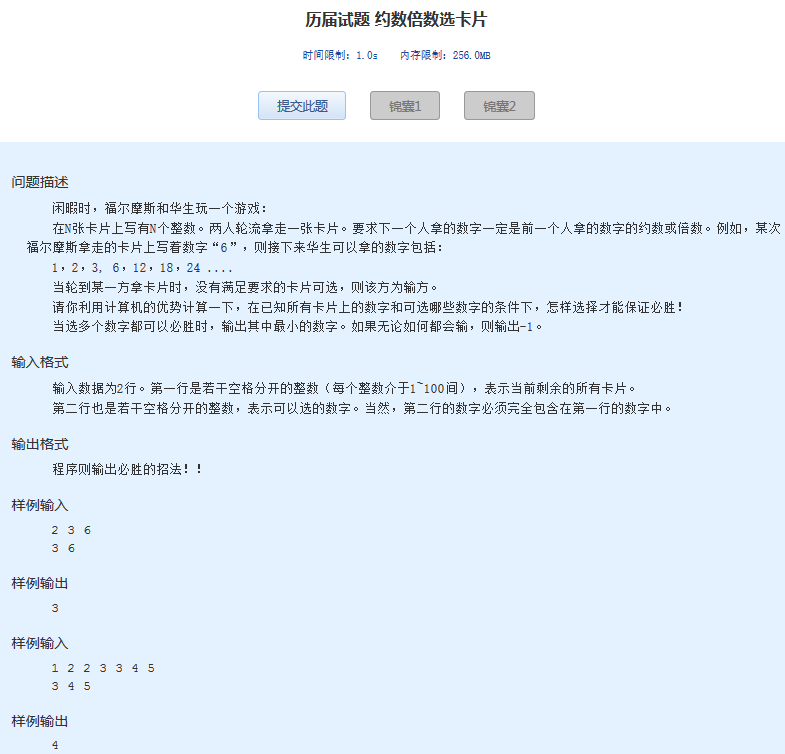 历届试题 约数倍数选卡片
时间限制：1.0s 内存限制：256.0MB
提交此题 锦囊1 锦囊2
问题描述
闲暇时，福尔摩斯和华生玩一个游戏：
在N张卡片上写有N个整数。两人轮流拿走一张卡片。要求下一个人拿的数字一定是前一个人拿的数字的约数或倍数。例如，某次
福尔摩斯拿走的卡片上写着数字“6”，则接下来华生可以拿的数字包括：
1，2，3, 6，12，18，24 ....
当轮到某一方拿卡片时，没有满足要求的卡片可选，则该方为输方。
请你利用计算机的优势计算一下，在已知所有卡片上的数字和可选哪些数字的条件下，怎样选择才能保证必胜！
当选多个数字都可以必胜时，输出其中最小的数字。如果无论如何都会输，则输出-1。
输入格式
输入数据为2行。第一行是若干空格分开的整数（每个整数介于1~100间），表示当前剩余的所有卡片。
第二行也是若干空格分开的整数，表示可以选的数字。当然，第二行的数字必须完全包含在第一行的数字中。
输出格式
程序则输出必胜的招法！！
样例输入
2 3 6
3 6
样例输出
3
样例输入
1 2 2 3 3 4 5
3 4 5
样例输出
4